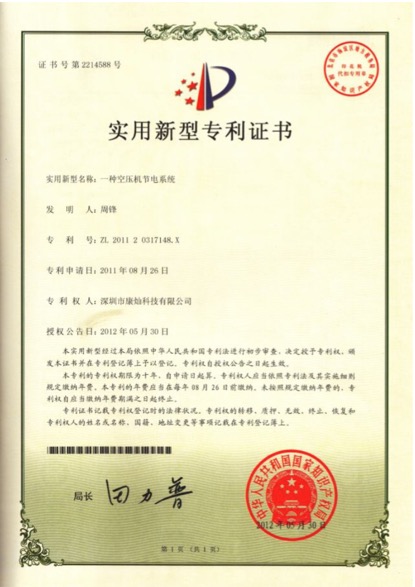 证书号第2214588号
实用新型专利证书
实用新型名称：一种空压机节电系统
发明人：周锋
专利号：ZL 2011 2 0317148.X
专利申请日：2011年08月26日
专利权人：深圳市康灿科技有限公司
授权公告日：2012年05月30日
本实用新型经过本局依照中华人民共和国专利法进行初步审查，决定授予专利权，颁
发本证书并在专利登记簿上予以登记。专利权自授权公告之日起生效。
本专利的专利权期限为十年，自申请日起算。专利权人应当依照专利法及其实施细则
规定缴纳年费。本专利的年费应当在每年08月26日前缴纳。未按照规定缴纳年费的，专
利权自应当缴纳年费期满之日起终止。
专利证书记载专利权登记时的法律状况。专利权的转移、质押、无效、终止、恢复和
专利权人的姓名或名称、国籍、地址变更等事项记载在专利登记簿上。
局长 田力普
中华人民共和国国家知识产权局
2012年05月30日
第1页（共1页）